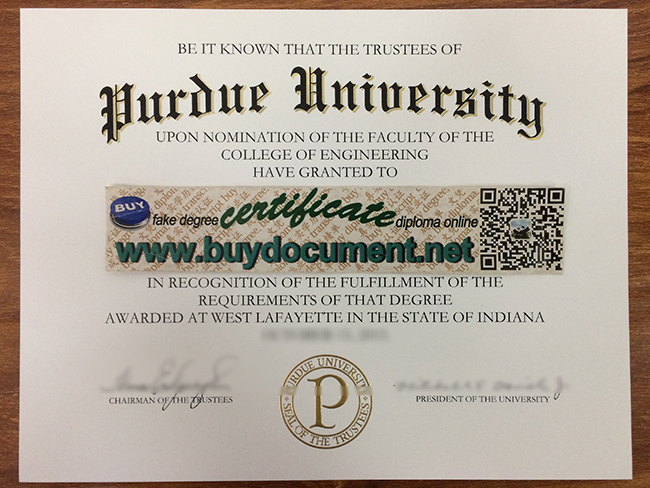 BE IT KNOWN THAT THE TRUSTEES OF
Purdue University
UPON NOMINATION OF THE FACULTY OF THE
COLLEGE OF ENGINEERING
HAVE GRANTED TO
BUY fake degree certificate diploma online
www.buydocument.net
IN RECOGNITION OF THE FULFILLMENT OF THE
REQUIREMENTS OF THAT DEGREE
AWARDED AT WEST LAFAYETTE IN THE STATE OF INDIANA
CHAIRMAN OF THE TRUSTEES
PURDUE UNIVERSITY
P
SEAL OF THE TRUSTEES
PRESIDENT OF THE UNIVERSITY